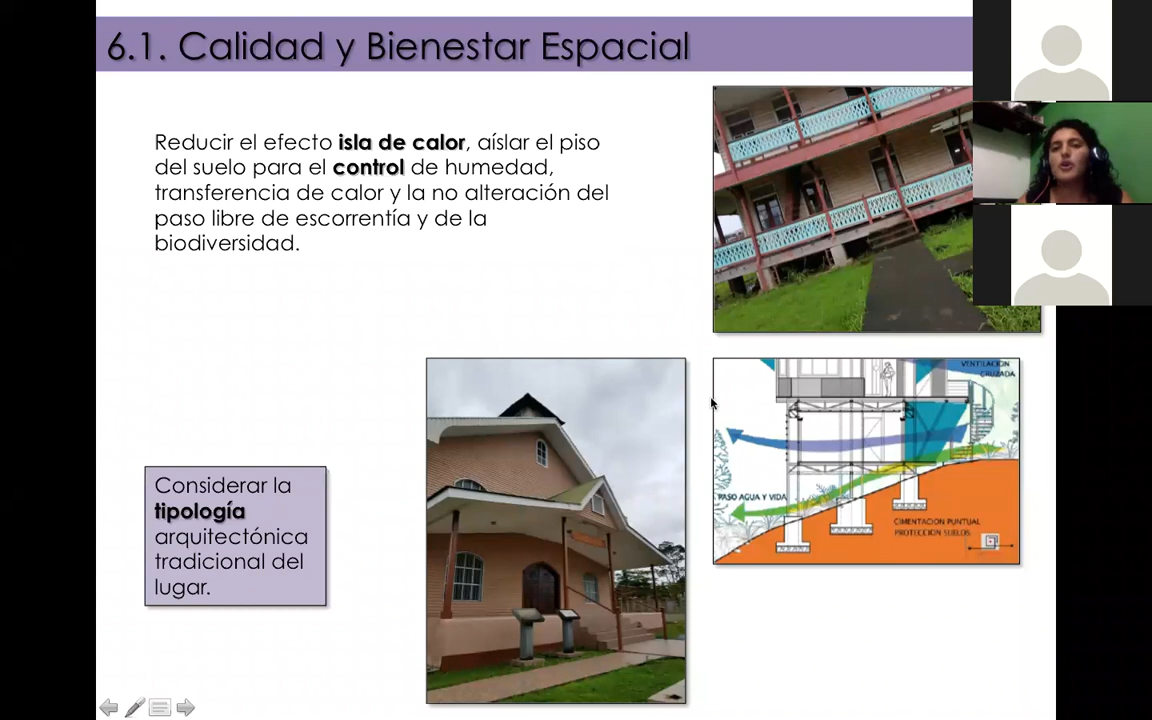 6.1. Calidad y Bienestar Espacial
Reducir el efecto isla de calor, aíslar el piso
del suelo para el control de humedad,
transferencia de calor y la no alteración del
paso libre de escorrentía y de la
biodiversidad.
VENTILACION
CRUZADA
PASO AGUA Y VIDA
CIMENTACION PUNTUAL
PROTECCION SUELOS
Considerar la
tipología
arquitectónica
tradicional del
lugar.